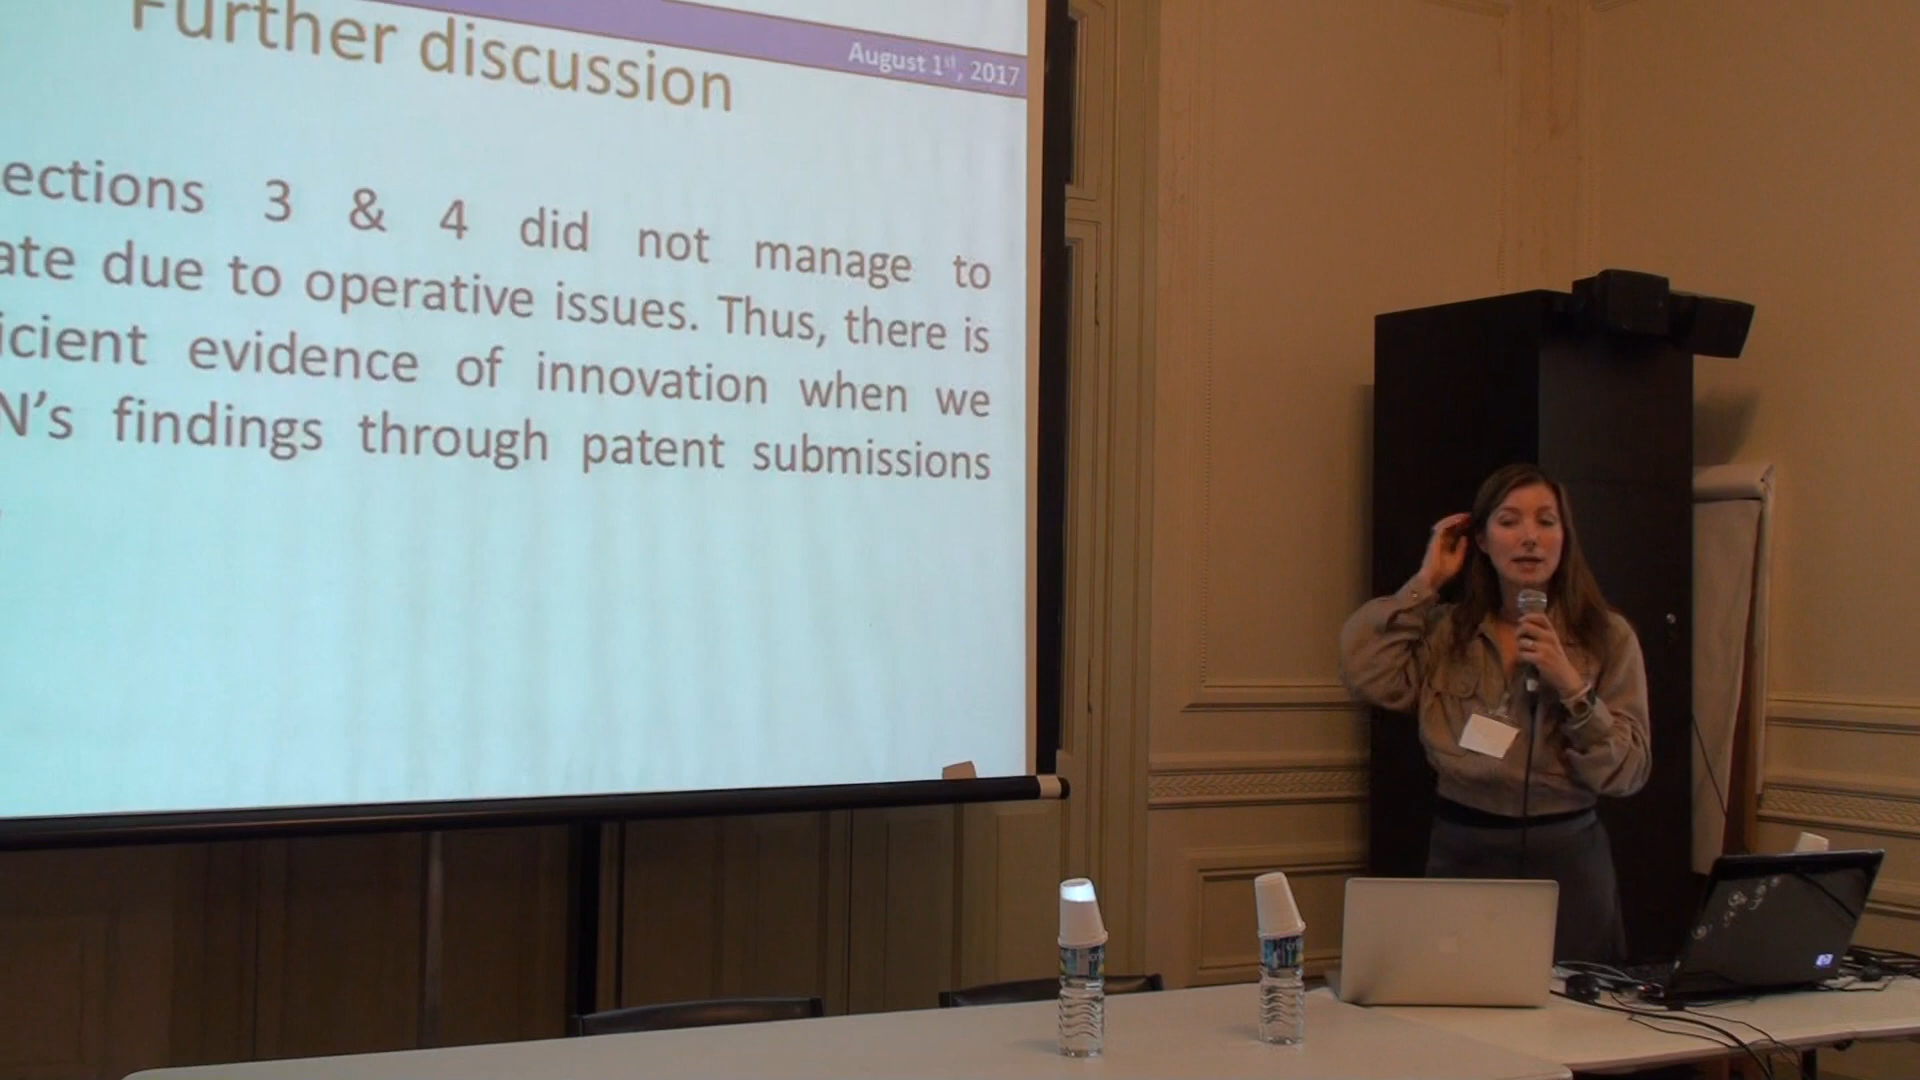 August 1st, 2017
Further discussion
ections 3 & 4 did not manage to
ate due to operative issues. Thus, there is
icient evidence of innovation when we
N's findings through patent submissions
hp